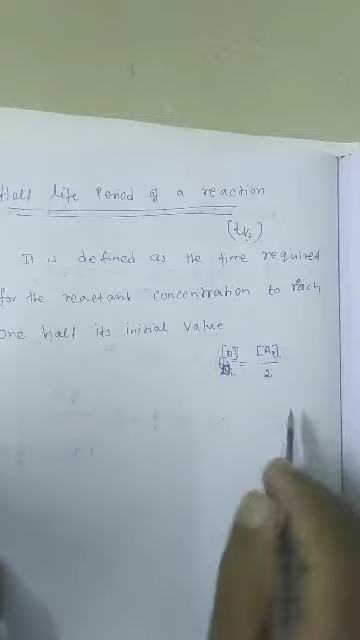 Half life Period of a reaction
(t½)
It is defined as the time required
for the reactant concentration to reach
one half its initial value
= [A₀] / 2